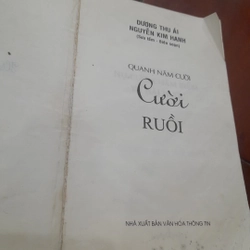 DƯƠNG THU ÁI
NGUYỄN KIM HẠNH
(Sưu tầm - Biên soạn)
QUANH NĂM CƯỜI
Cười
RUỒI
NHÀ XUẤT BẢN VĂN HÓA THÔNG TIN